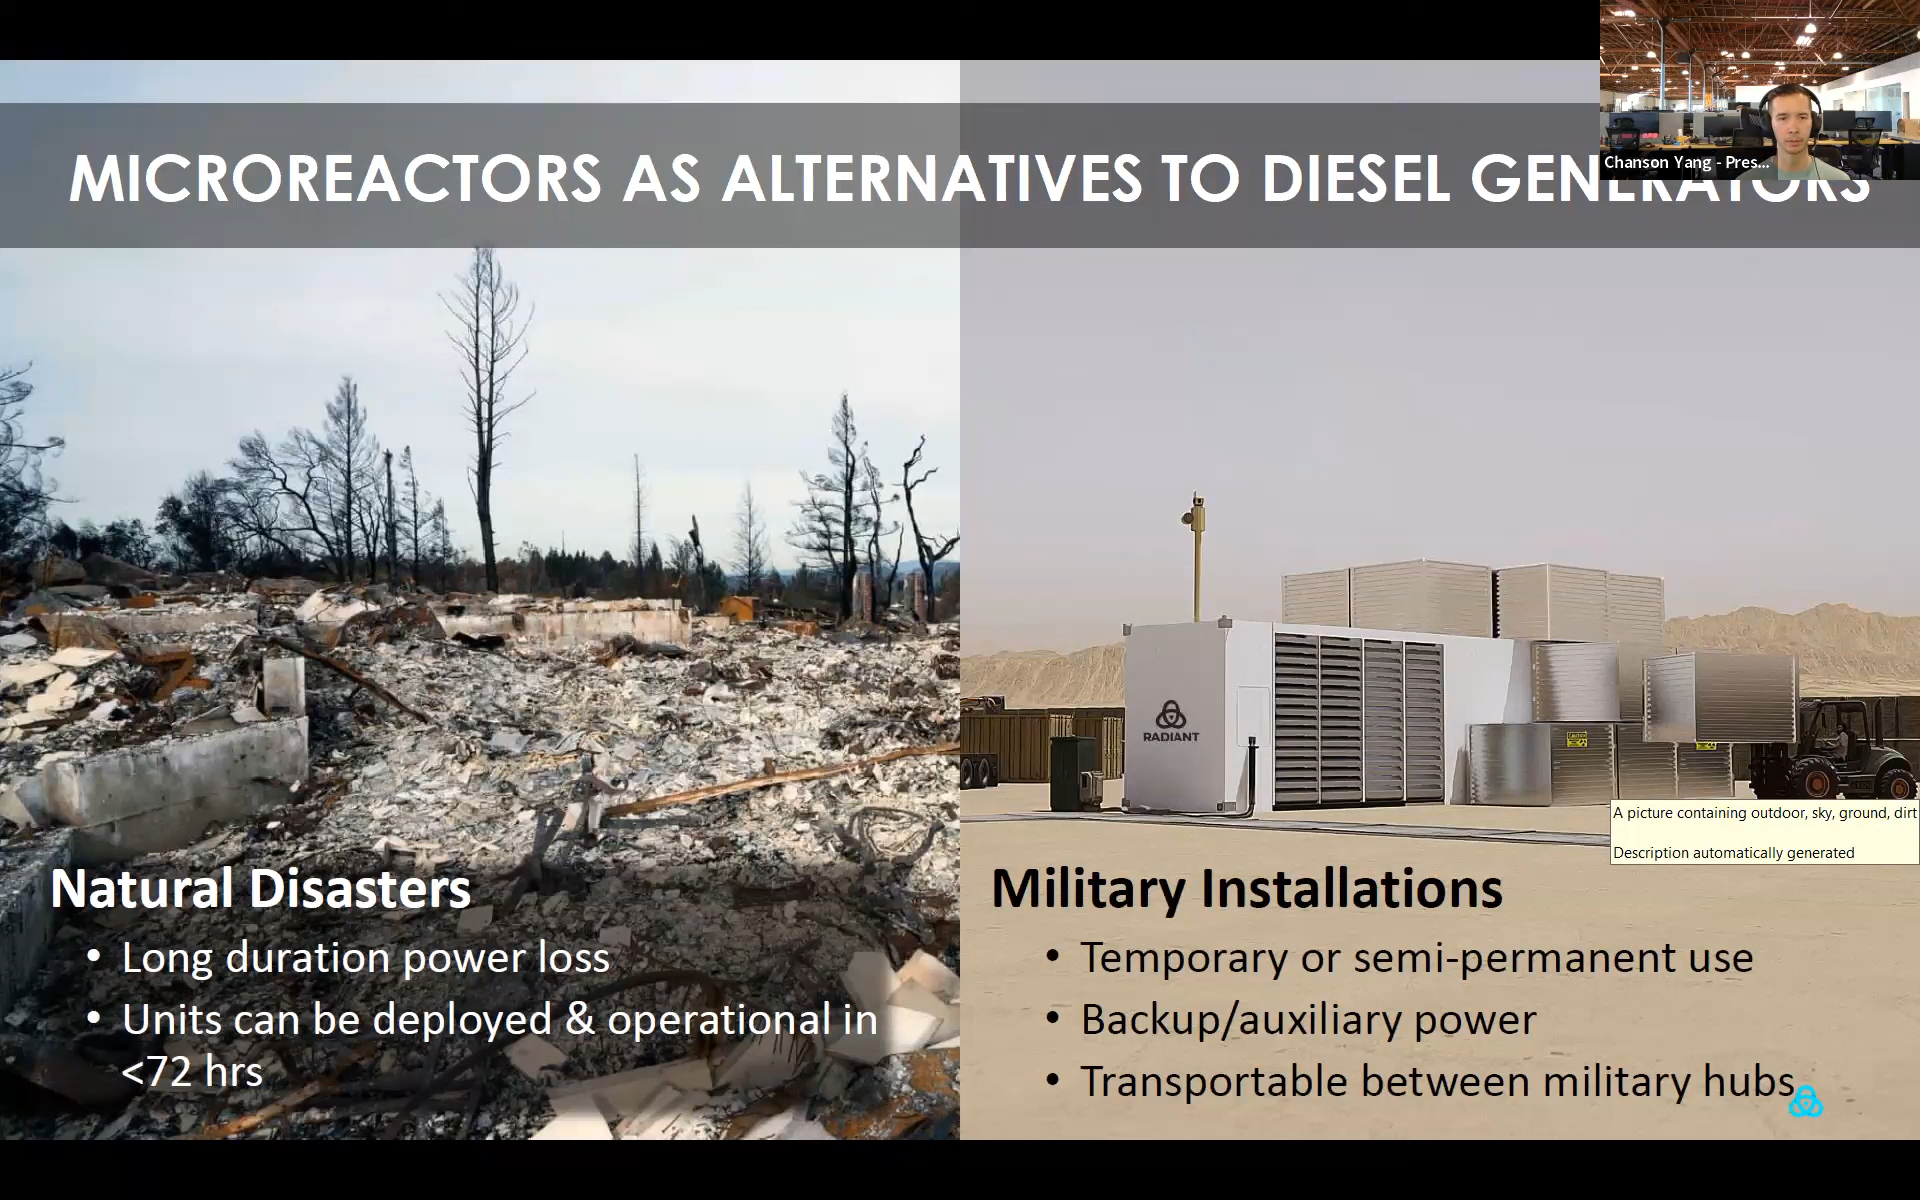 Chanson Yang - Pres...
MICROREACTORS AS ALTERNATIVES TO DIESEL GENERATORS
RADIANT
CAUTION
A picture containing outdoor, sky, ground, dirt
Description automatically generated
Natural Disasters
• Long duration power loss
• Units can be deployed & operational in
<72 hrs
Military Installations
• Temporary or semi-permanent use
• Backup/auxiliary power
• Transportable between military hubs